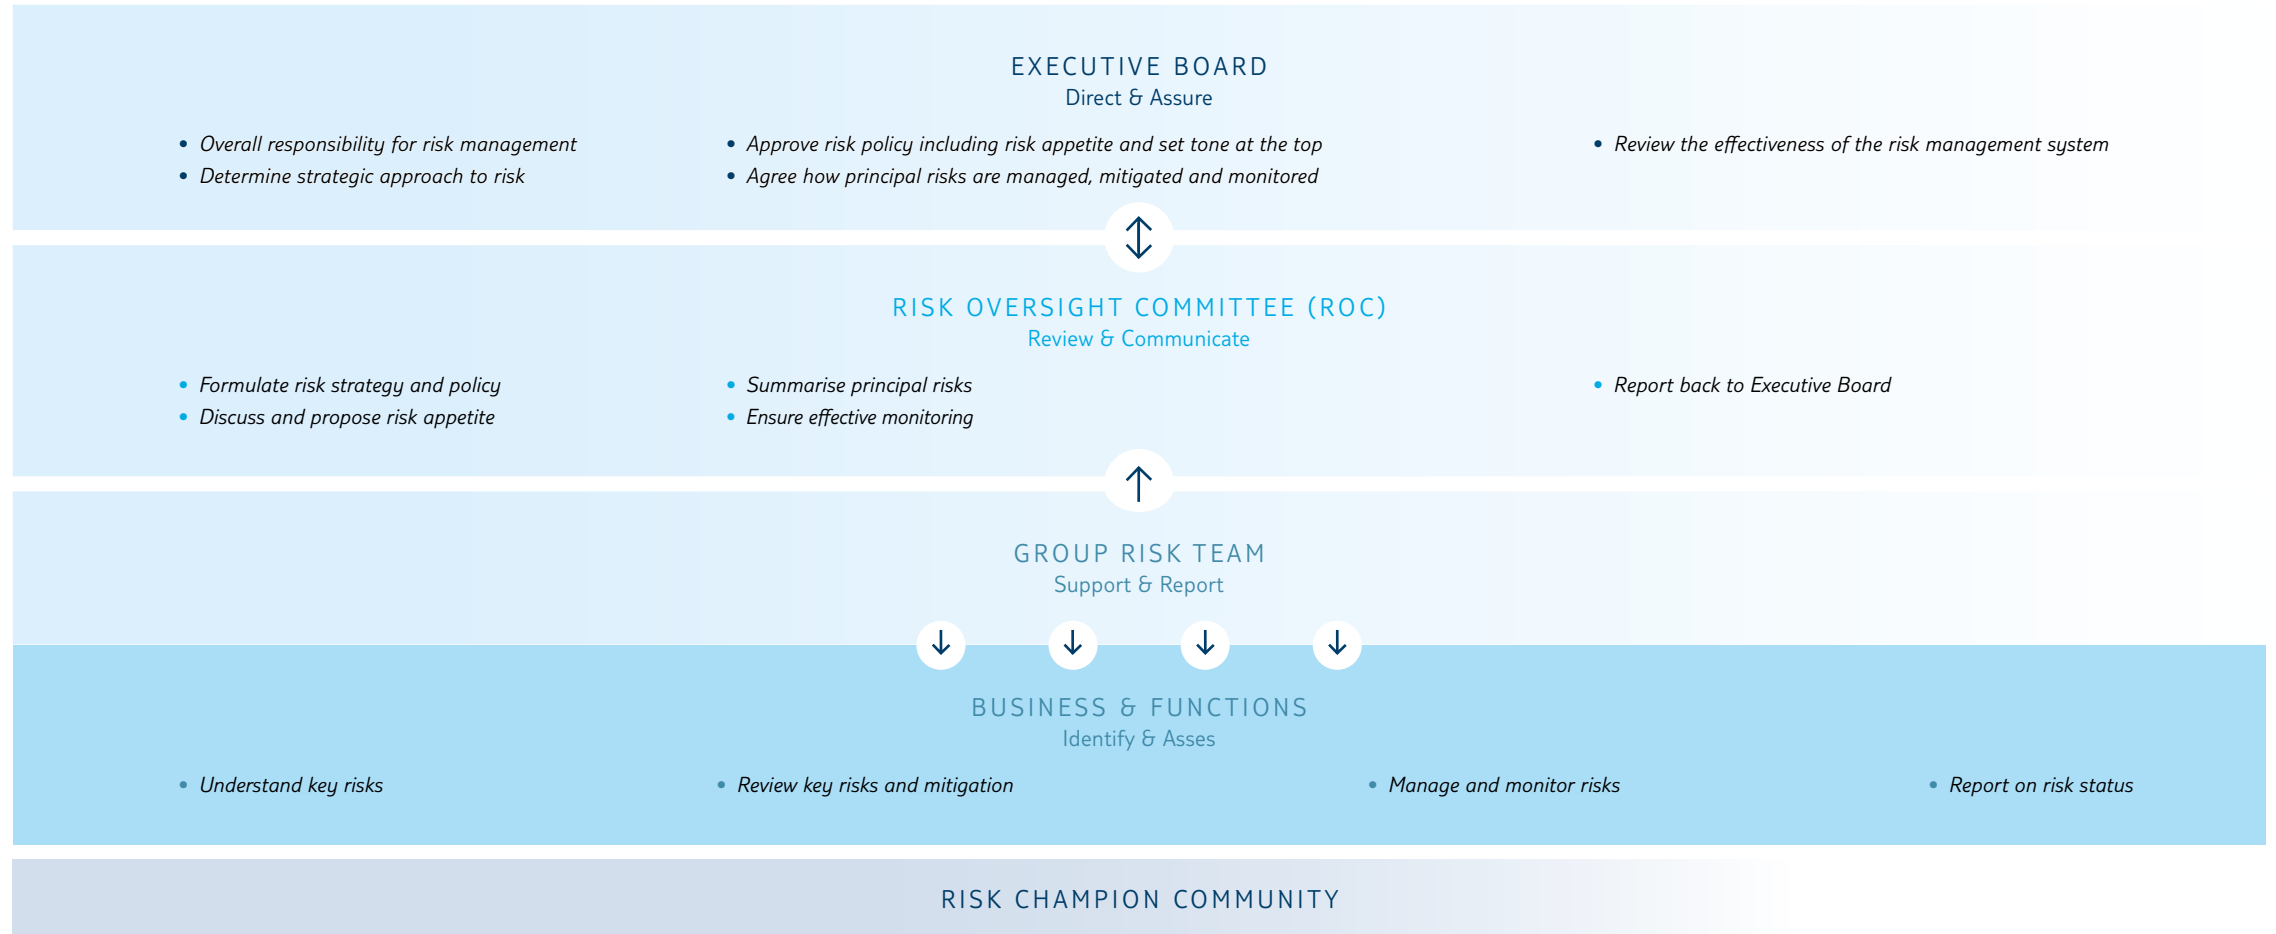 EXECUTIVE BOARD
Direct & Assure
• Overall responsibility for risk management
• Determine strategic approach to risk
• Approve risk policy including risk appetite and set tone at the top
• Agree how principal risks are managed, mitigated and monitored
• Review the effectiveness of the risk management system
RISK OVERSIGHT COMMITTEE (ROC)
Review & Communicate
• Formulate risk strategy and policy
• Discuss and propose risk appetite
• Summarise principal risks
• Ensure effective monitoring
• Report back to Executive Board
GROUP RISK TEAM
Support & Report
BUSINESS & FUNCTIONS
Identify & Asses
• Understand key risks
• Review key risks and mitigation
• Manage and monitor risks
• Report on risk status
RISK CHAMPION COMMUNITY